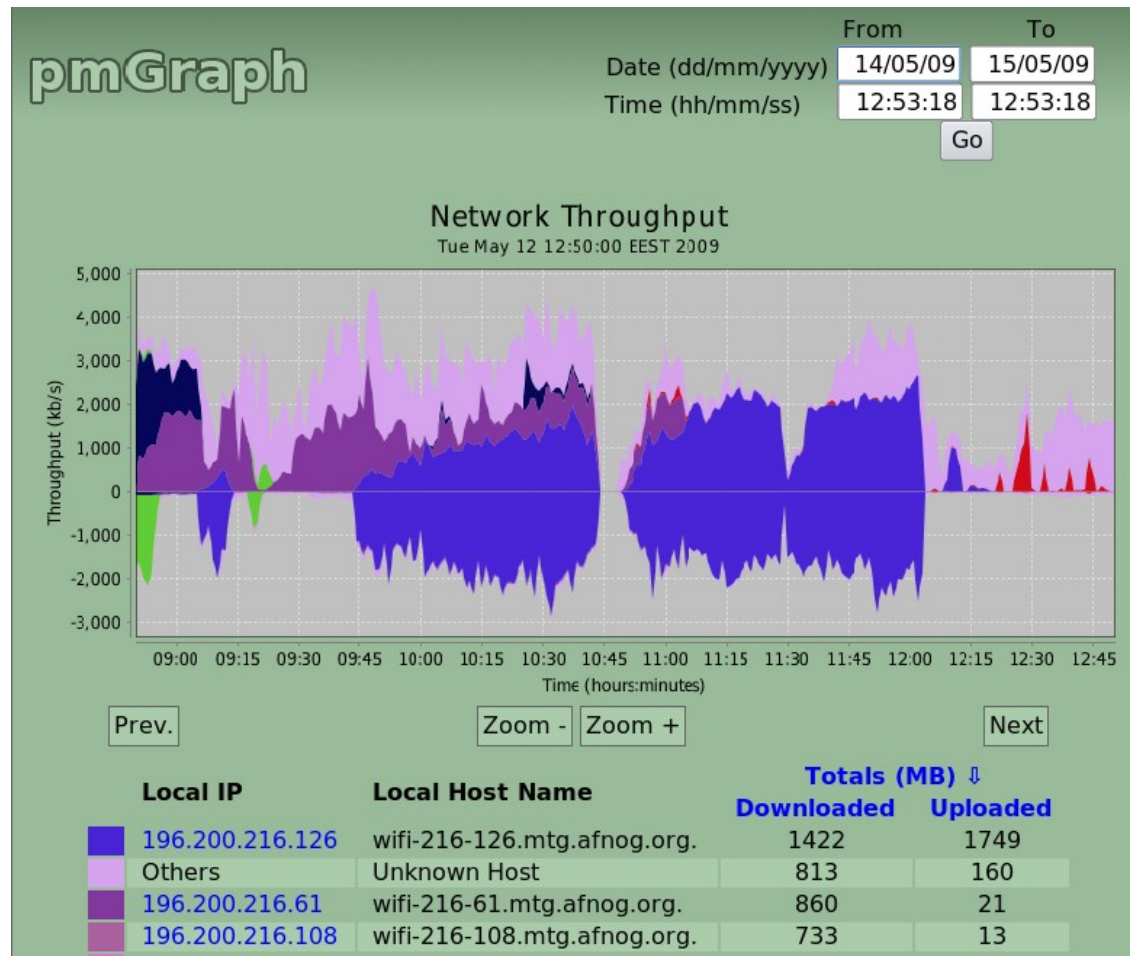 pmGraph
From To
Date (dd/mm/yyyy) 14/05/09 15/05/09
Time (hh/mm/ss) 12:53:18 12:53:18
Go
Network Throughput
Tue May 12 12:50:00 EEST 2009
Throughput (kb/s)
5,000
4,000
3,000
2,000
1,000
0
-1,000
-2,000
-3,000
09:00 09:15 09:30 09:45 10:00 10:15 10:30 10:45 11:00 11:15 11:30 11:45 12:00 12:15 12:30 12:45
Time (hours:minutes)
Prev. Zoom - Zoom + Next
Totals (MB) ⇩
Local IP Local Host Name Downloaded Uploaded
196.200.216.126 wifi-216-126.mtg.afnog.org. 1422 1749
Others Unknown Host 813 160
196.200.216.61 wifi-216-61.mtg.afnog.org. 860 21
196.200.216.108 wifi-216-108.mtg.afnog.org. 733 13